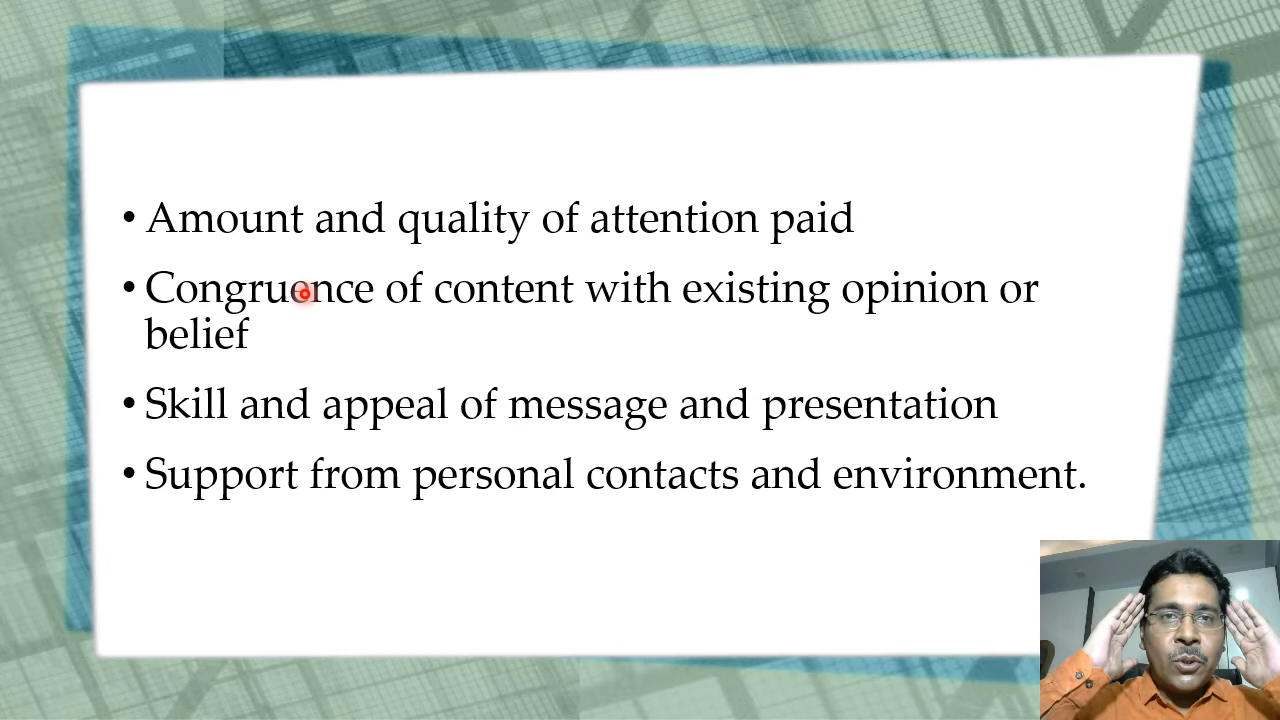 • Amount and quality of attention paid
• Congruence of content with existing opinion or
belief
• Skill and appeal of message and presentation
• Support from personal contacts and environment.